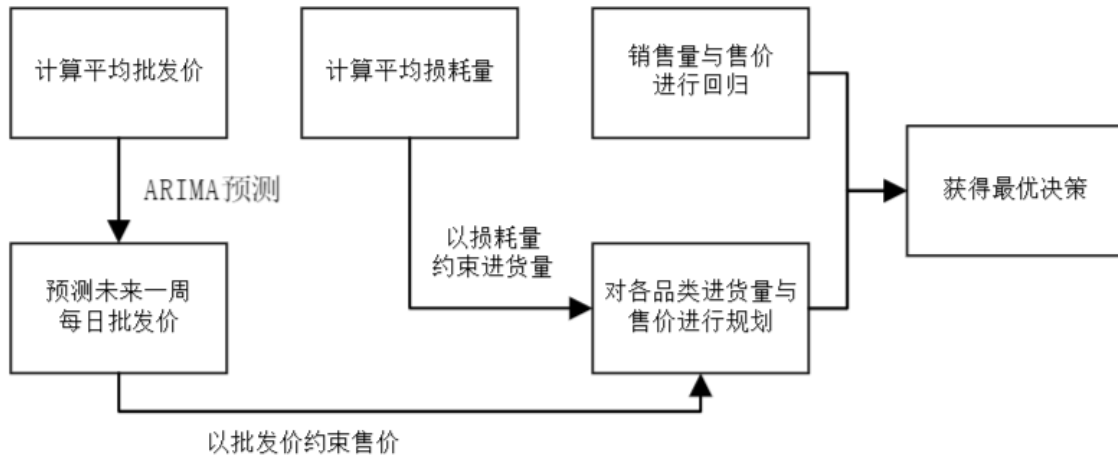 计算平均批发价
计算平均损耗量
销售量与售价
进行回归
ARIMA预测
获得最优决策
以损耗量
约束进货量
预测未来一周
每日批发价
对各品类进货量与
售价进行规划
以批发价约束售价